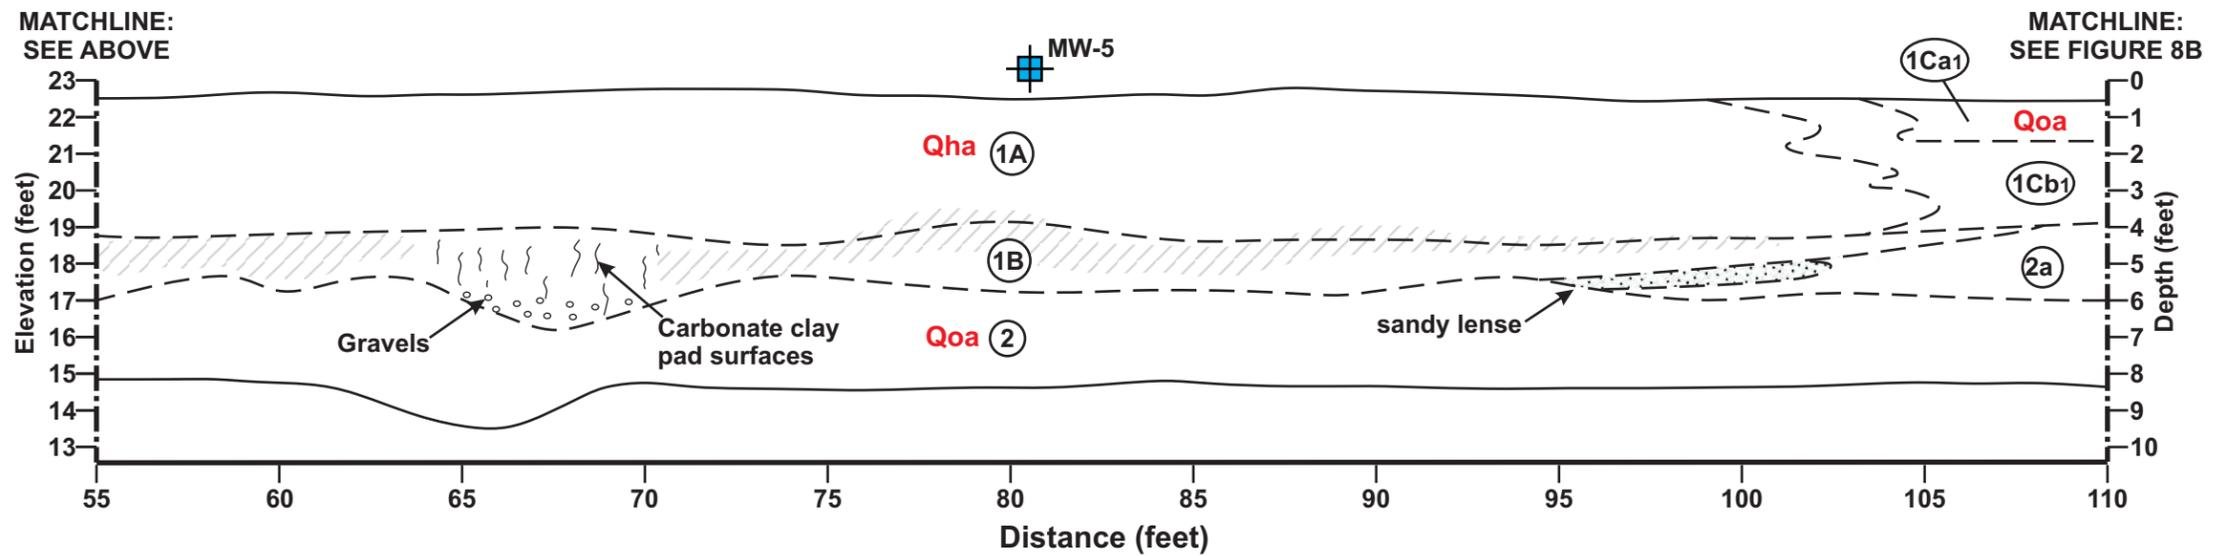 MATCHLINE:
SEE ABOVE
MATCHLINE:
SEE FIGURE 8B
MW-5
1Ca1
23
22
21
20
19
18
17
16
15
14
13
Elevation (feet)
0
1
2
3
4
5
6
7
8
9
10
Depth (feet)
Qha 1A
Qoa
1Cb1
1B
2a
Gravels
Carbonate clay
pad surfaces
Qoa 2
sandy lense
55 60 65 70 75 80 85 90 95 100 105 110
Distance (feet)